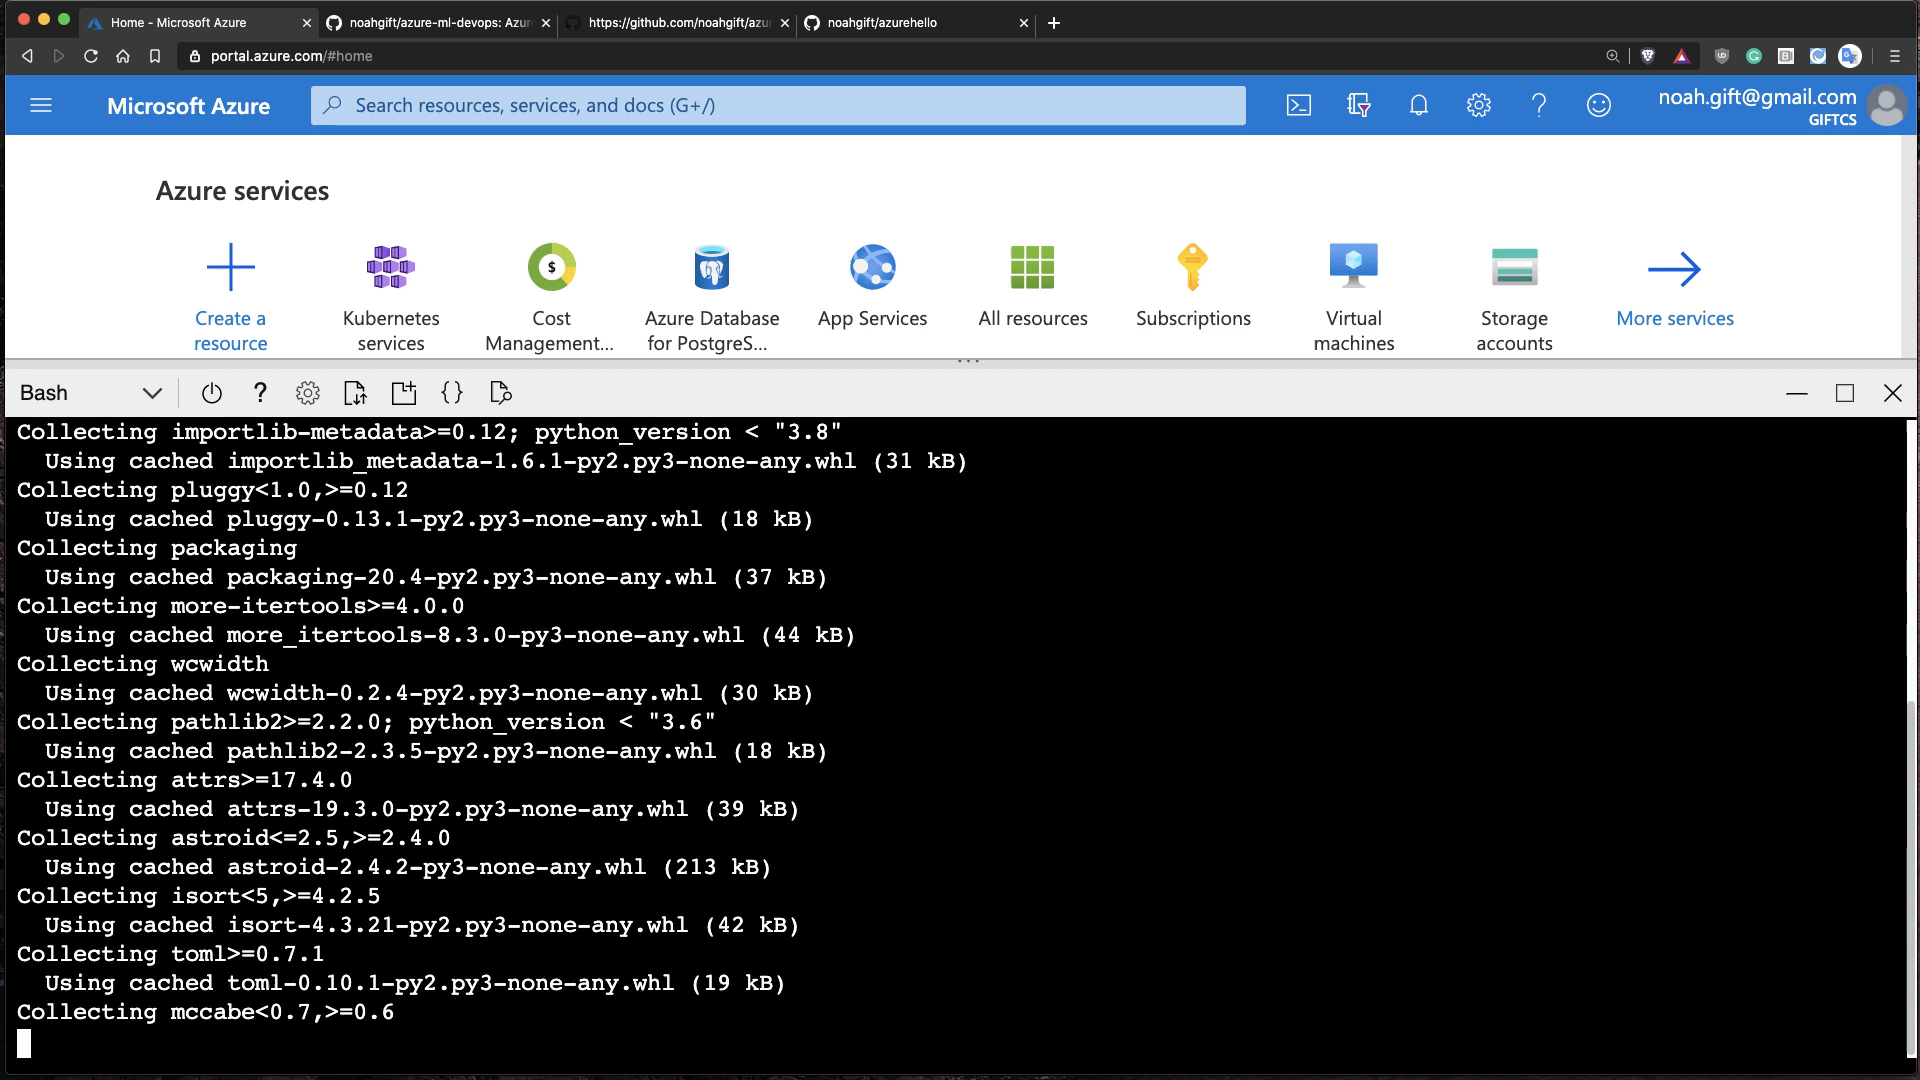 Home - Microsoft Azure
noahgift/azure-ml-devops: Azur
https://github.com/noahgift/azu
noahgift/azurehello
portal.azure.com/#home
Microsoft Azure
Search resources, services, and docs (G+/)
noah.gift@gmail.com
GIFTCS
Azure services
Create a
resource
Kubernetes
services
Cost
Management...
Azure Database
for PostgreS...
App Services
All resources
Subscriptions
Virtual
machines
Storage
accounts
More services
Bash
Collecting importlib-metadata>=0.12; python_version < "3.8"
  Using cached importlib_metadata-1.6.1-py2.py3-none-any.whl (31 kB)
Collecting pluggy<1.0,>=0.12
  Using cached pluggy-0.13.1-py2.py3-none-any.whl (18 kB)
Collecting packaging
  Using cached packaging-20.4-py2.py3-none-any.whl (37 kB)
Collecting more-itertools>=4.0.0
  Using cached more_itertools-8.3.0-py3-none-any.whl (44 kB)
Collecting wcwidth
  Using cached wcwidth-0.2.4-py2.py3-none-any.whl (30 kB)
Collecting pathlib2>=2.2.0; python_version < "3.6"
  Using cached pathlib2-2.3.5-py2.py3-none-any.whl (18 kB)
Collecting attrs>=17.4.0
  Using cached attrs-19.3.0-py2.py3-none-any.whl (39 kB)
Collecting astroid<=2.5,>=2.4.0
  Using cached astroid-2.4.2-py3-none-any.whl (213 kB)
Collecting isort<5,>=4.2.5
  Using cached isort-4.3.21-py2.py3-none-any.whl (42 kB)
Collecting toml>=0.7.1
  Using cached toml-0.10.1-py2.py3-none-any.whl (19 kB)
Collecting mccabe<0.7,>=0.6